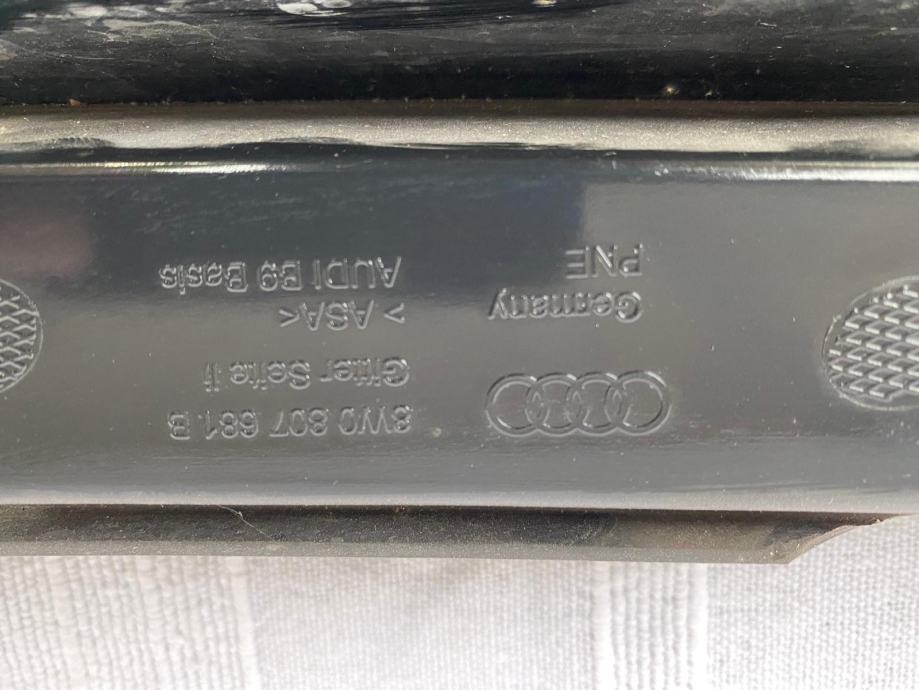 8W0 807 681 B
Gitter Seite li
>ASA<
AUDI B9 Basis
Germany
PNE